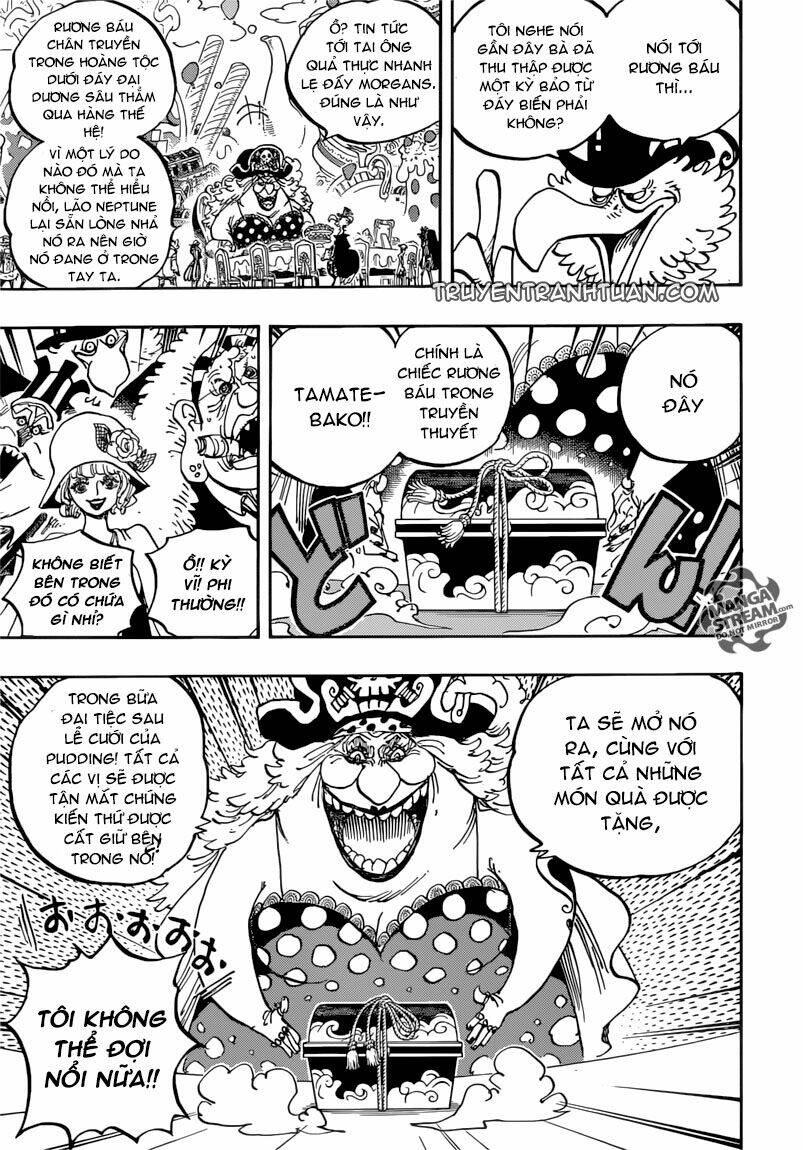 NÓI TỚI
RƯƠNG BÁU
THÌ...
TÔI NGHE NÓI
GẦN ĐÂY BÀ ĐÃ
THU THẬP ĐƯỢC
MỘT KỲ BẢO TỪ
ĐÁY BIỂN PHẢI
KHÔNG?
Ồ? TIN TỨC
TỚI TAI ÔNG
QUẢ THỰC NHANH
LẸ ĐẤY MORGANS.
ĐÚNG LÀ NHƯ
VẬY.
RƯƠNG BÁU
CHÂN TRUYỀN
TRONG HOÀNG TỘC
DƯỚI ĐÁY ĐẠI
DƯƠNG SÂU THẲM
QUA HÀNG THẾ
HỆ!
VÌ MỘT LÝ DO
NÀO ĐÓ MÀ TA
KHÔNG THỂ HIỂU
NỔI, LÃO NEPTUNE
LẠI SẴN LÒNG NHẢ
NÓ RA NÊN GIỜ
NÓ ĐANG Ở TRONG
TAY TA.
TRUYENTRANHTUAN.COM
NÓ
ĐÂY
CHÍNH LÀ
CHIẾC RƯƠNG
BÁU TRONG
TRUYỀN
THUYẾT
TAMATE-
BAKO!!
どん!!
MANGA
STREAM.com
DO NOT MIRROR!
Ồ!! KỲ
VĨ! PHI
THƯỜNG!!
KHÔNG BIẾT
BÊN TRONG
ĐÓ CÓ CHỨA
GÌ NHỈ?
TA SẼ MỞ NÓ
RA, CÙNG VỚI
TẤT CẢ NHỮNG
MÓN QUÀ ĐƯỢC
TẶNG,
TRONG BỮA
ĐẠI TIỆC SAU
LỄ CƯỚI CỦA
PUDDING! TẤT CẢ
CÁC VỊ SẼ ĐƯỢC
TẬN MẮT CHỨNG
KIẾN THỨ ĐƯỢC
CẤT GIỮ BÊN
TRONG NÓ!
おおおおお
TÔI KHÔNG
THỂ ĐỢI
NỔI NỮA!!